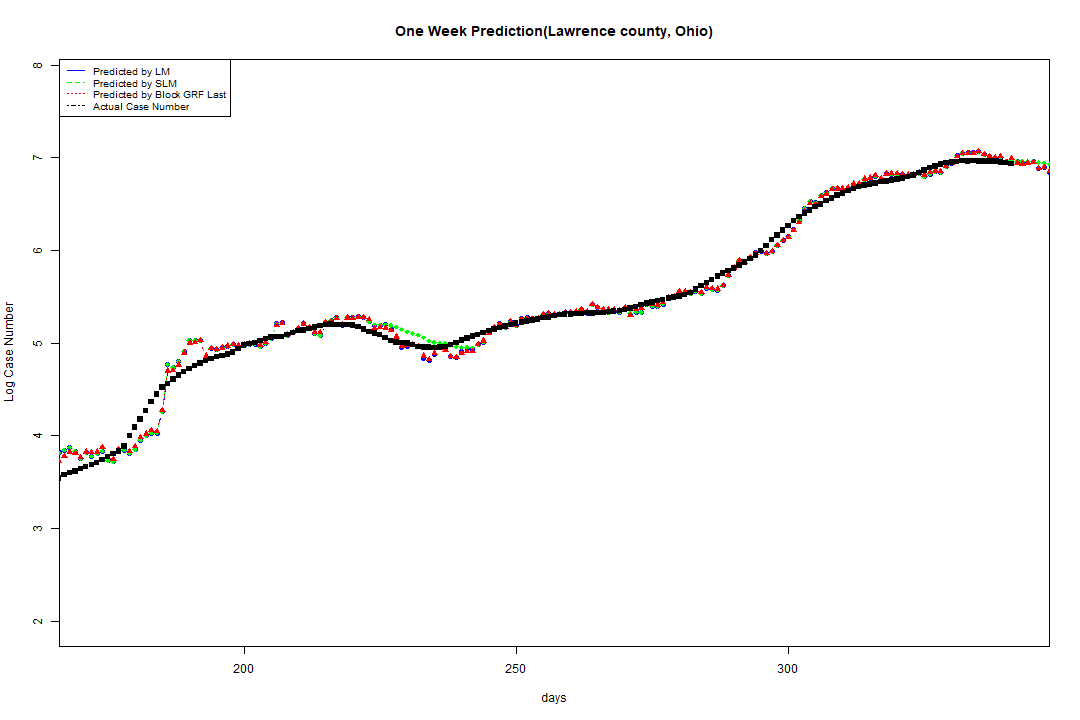 One Week Prediction(Lawrence county, Ohio)
Predicted by LM
Predicted by SLM
Predicted by Block GRF Last
Actual Case Number
8
7
6
5
4
3
2
Log Case Number
200
250
300
days